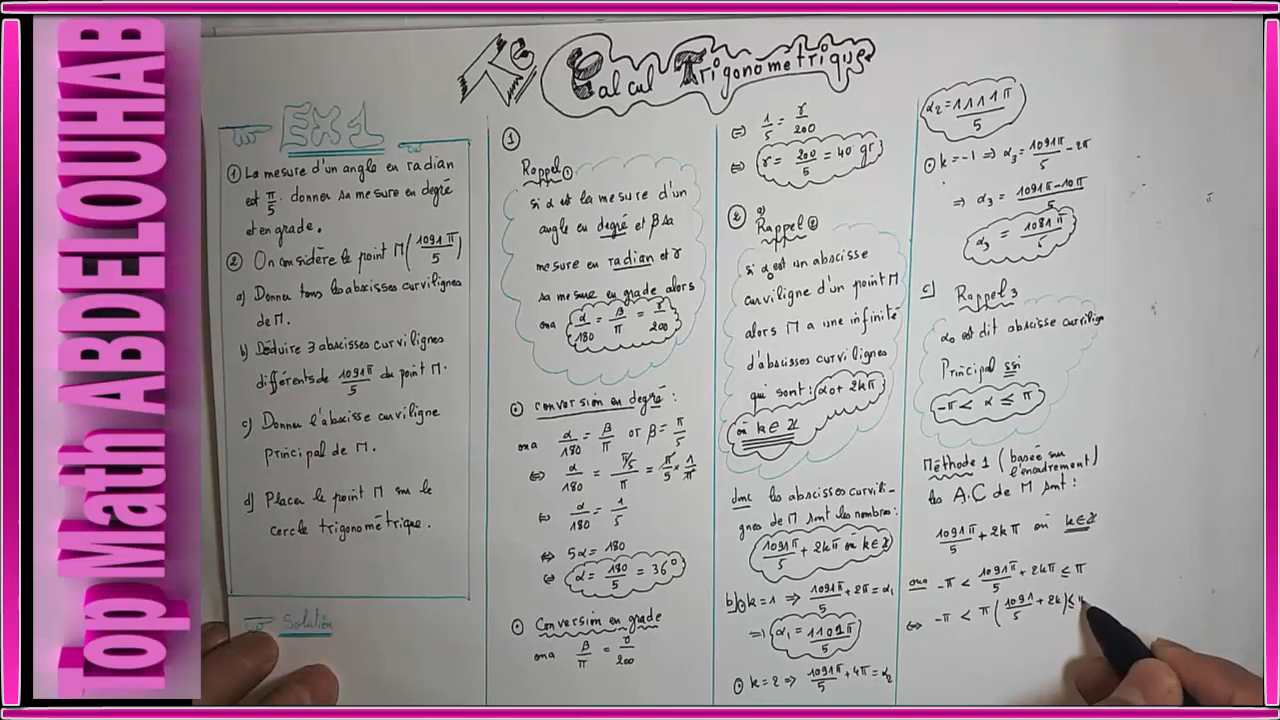 Top Math ABDELOUHAB
TC
Calcul Trigonometrique
EX1
① La mesure d'un angle en radian
est π/5. donner sa mesure en degré
et en grade.
② On considère le point M(1091π/5)
a) Donner tous les abscisses curvilignes
de M.
b) Déduire 3 abscisses curvilignes
différents de 1091π/5 du point M.
c) Donner l'abscisse curviligne
principal de M.
d) Placer le point M sur le
cercle trigonométrique.
Solution
①
Rappel ①
si α est la mesure d'un
angle en degré et β sa
mesure en radian et r
sa mesure en grade alors
ona α/180 = β/π = r/200
• conversion en degré :
ona α/180 = β/π or β = π/5
⇔ α/180 = (π/5)/π = π/5 × 1/π
⇔ α/180 = 1/5
⇔ 5α = 180
⇔ α = 180/5 = 36°
• Conversion en grade
ona β/π = r/200
⇔ 1/5 = r/200
⇔ r = 200/5 = 40 gr
② a)
Rappel ②
si α₀ est un abscisse
curviligne d'un point M
alors M a une infinité
d'abscisses curvilignes
qui sont : α₀ + 2kπ
où k ∈ Z
donc les abscisses curvili-
gnes de M sont les nombres:
1091π/5 + 2kπ où k ∈ Z
b) • k = 1 ⇒ 1091π/5 + 2π = α₁
⇒ α₁ = 1101π/5
• k = 2 ⇒ 1091π/5 + 4π = α₂
α₂ = 1111π/5
• k = -1 ⇒ α₃ = 1091π/5 - 2π
⇒ α₃ = 1091π-10π/5
α₃ = 1081π/5
c) Rappel 3
α₀ est dit abscisse curviligne
Principal ssi
-π < α ≤ π
Méthode 1 (basée sur
l'encadrement)
les A.C de M sont :
1091π/5 + 2kπ où k ∈ Z
ona -π < 1091π/5 + 2kπ ≤ π
⇔ -π < π(1091/5 + 2k) ≤